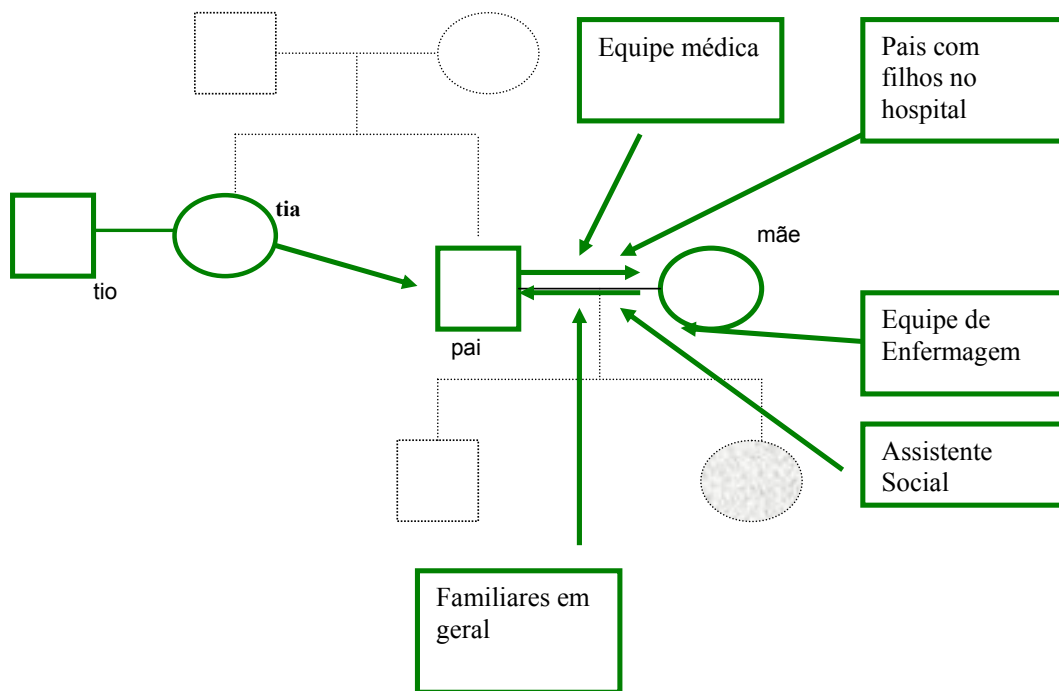 Equipe médica
Pais com
filhos no
hospital
tia
tio
mãe
pai
Equipe de
Enfermagem
Assistente
Social
Familiares em
geral